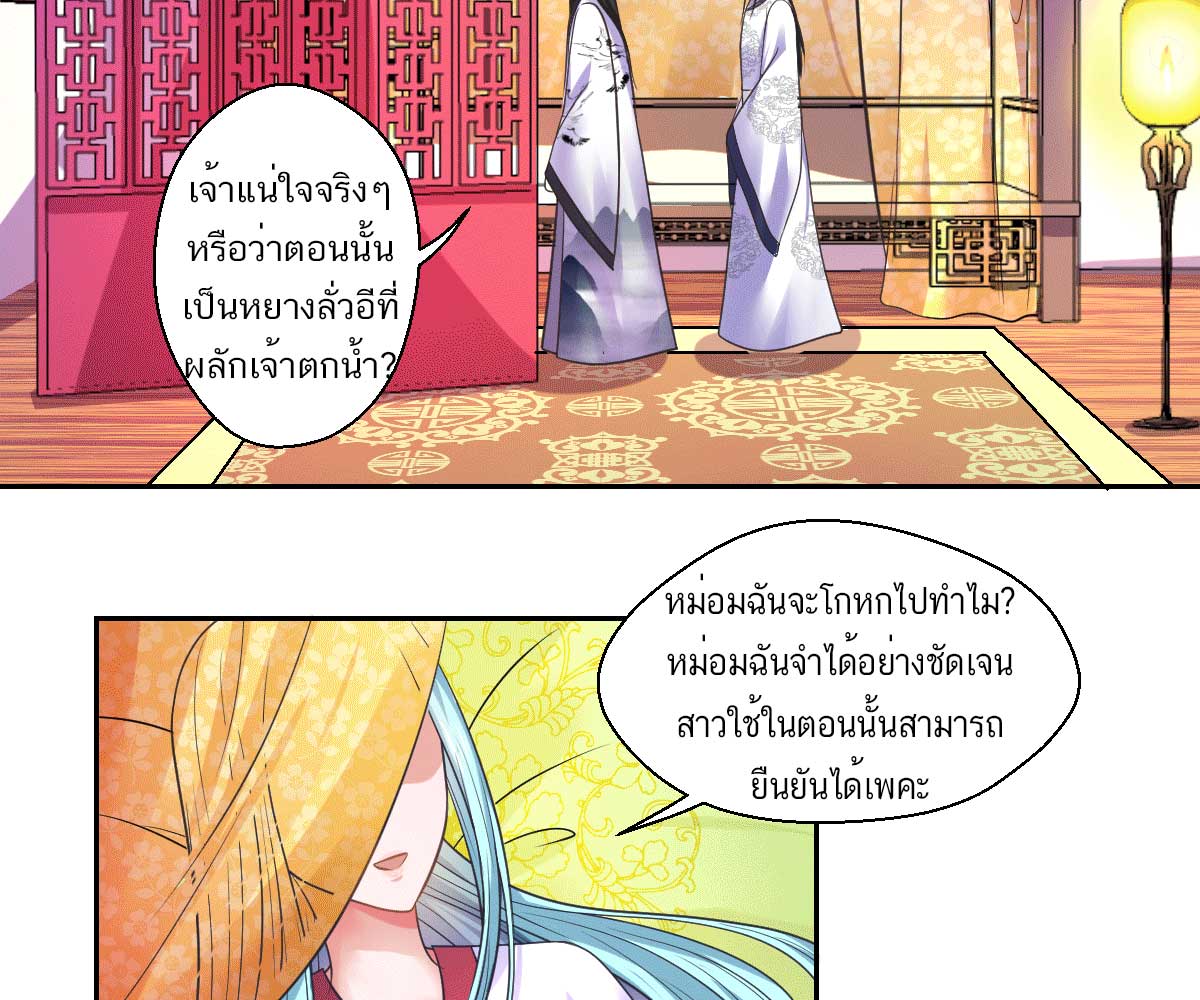 เจ้าแน่ใจจริงๆ
หรือว่าตอนนั้น
เป็นหยางลั่วอีที่
ผลักเจ้าตกน้ำ?
หม่อมฉันจะโกหกไปทำไม?
หม่อมฉันจำได้อย่างชัดเจน
สาวใช้ในตอนนั้นสามารถ
ยืนยันได้เพคะ